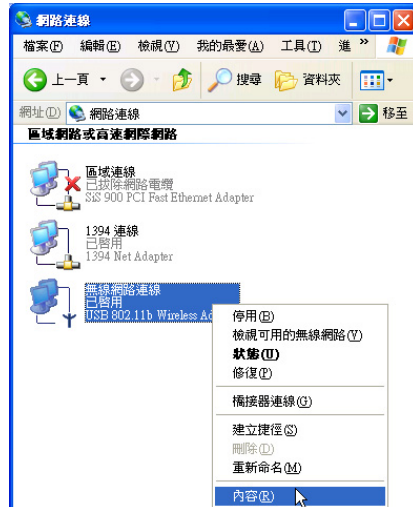 網路連線
檔案(F) 編輯(E) 檢視(V) 我的最愛(A) 工具(T) 進 »
上一頁 搜尋 資料夾
網址(D) 網路連線 移至
區域網路或高速網際網路
區域連線
已拔除網路電纜
SiS 900 PCI Fast Ethernet Adapter
1394 連線
已啓用
1394 Net Adapter
無線網路連線
已啓用
USB 802.11b Wireless Ad
停用(B)
檢視可用的無線網路(V)
狀態(U)
修復(P)
橋接器連線(G)
建立捷徑(S)
刪除(D)
重新命名(M)
內容(R)